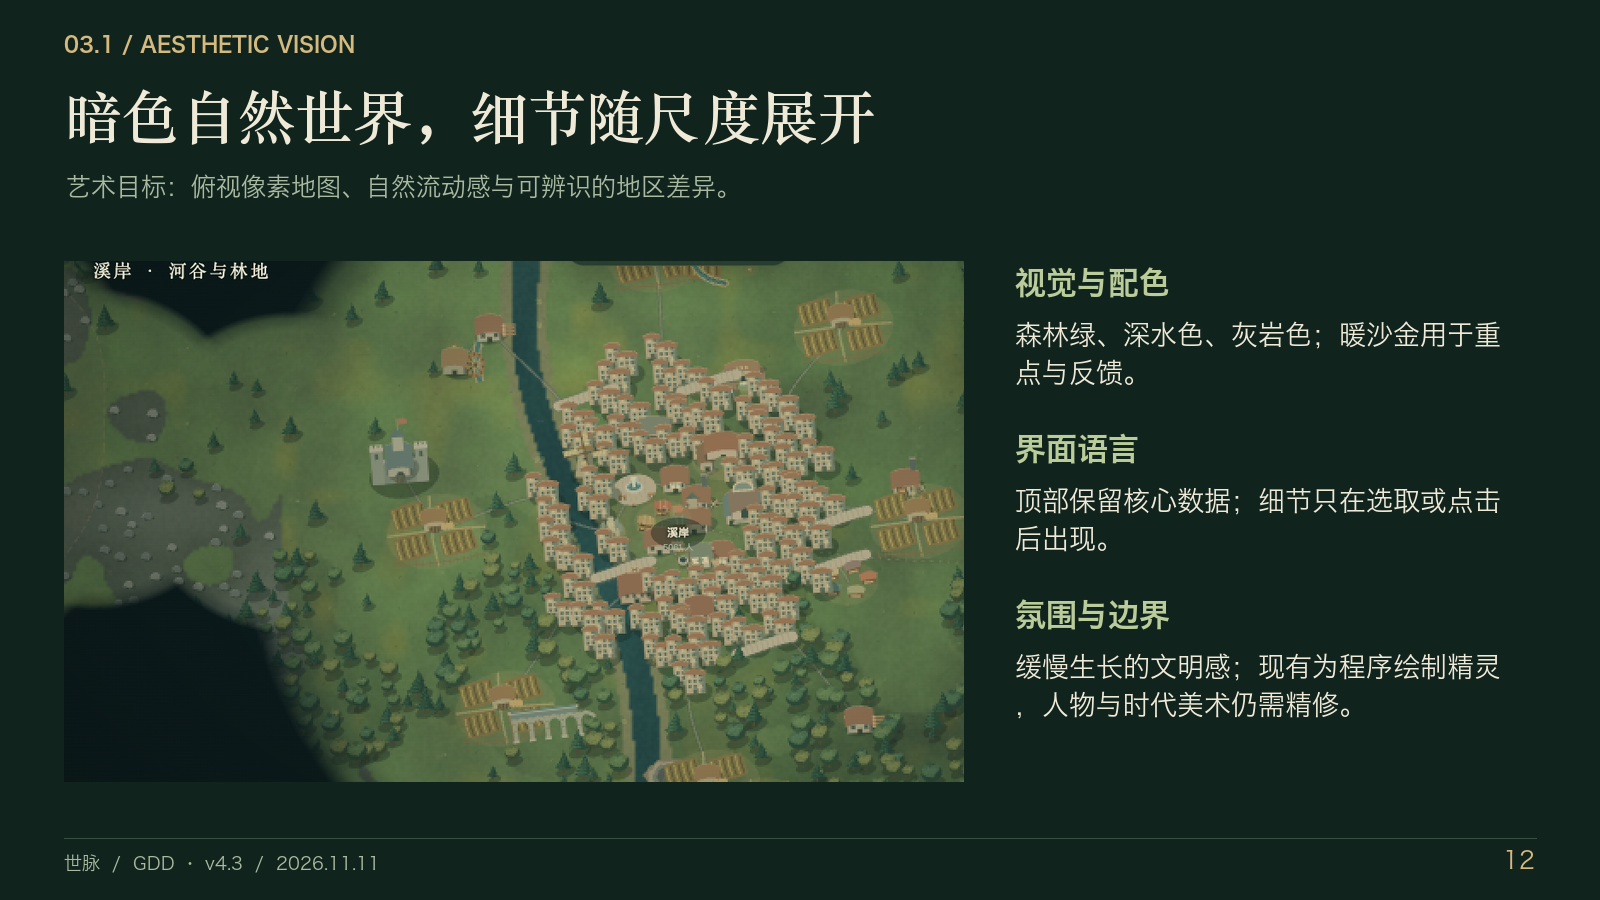 03.1 / AESTHETIC VISION
暗色自然世界，细节随尺度展开
艺术目标：俯视像素地图、自然流动感与可辨识的地区差异。
溪岸 · 河谷与林地
溪岸
视觉与配色
森林绿、深水色、灰岩色；暖沙金用于重
点与反馈。
界面语言
顶部保留核心数据；细节只在选取或点击
后出现。
氛围与边界
缓慢生长的文明感；现有为程序绘制精灵
，人物与时代美术仍需精修。
世脉 / GDD · v4.3 / 2026.11.11
12